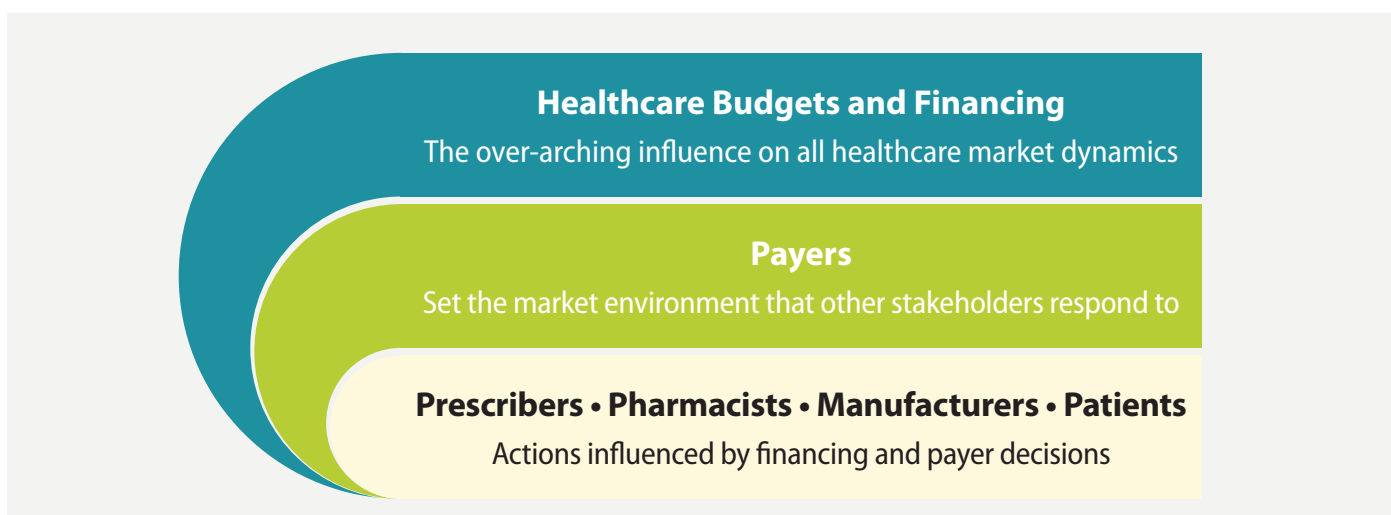 Healthcare Budgets and Financing
The over-arching influence on all healthcare market dynamics
Payers
Set the market environment that other stakeholders respond to
Prescribers • Pharmacists • Manufacturers • Patients
Actions influenced by financing and payer decisions